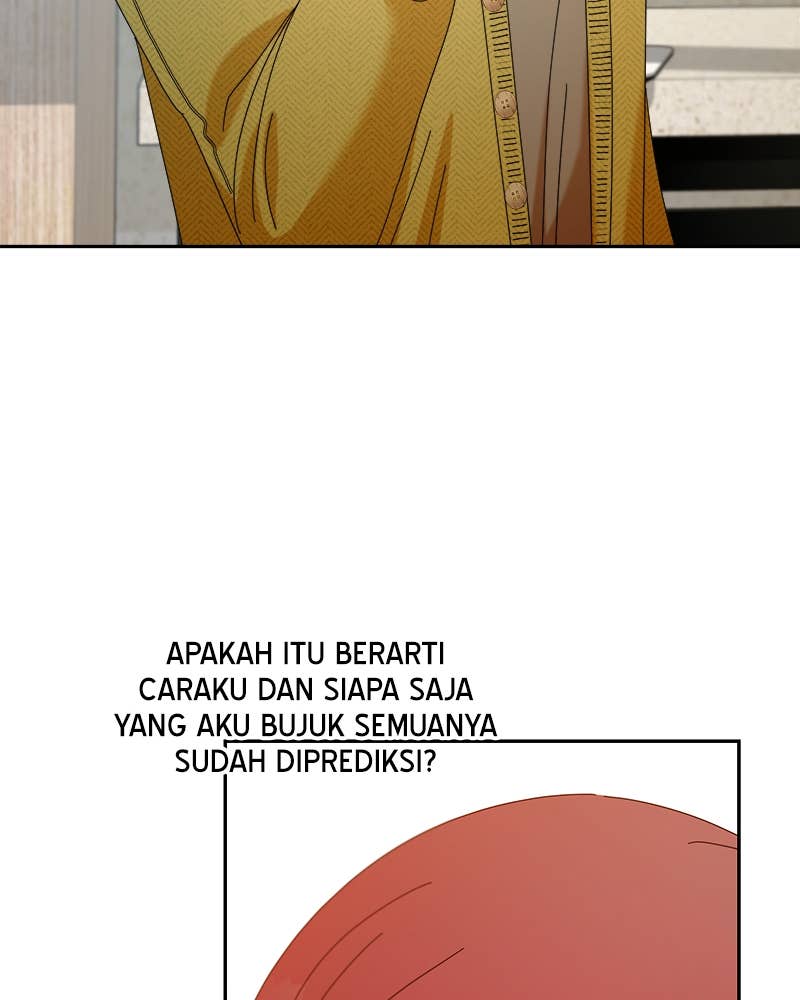 APAKAH ITU BERARTI
CARAKU DAN SIAPA SAJA
YANG AKU BUJUK SEMUANYA
SUDAH DIPREDIKSI?